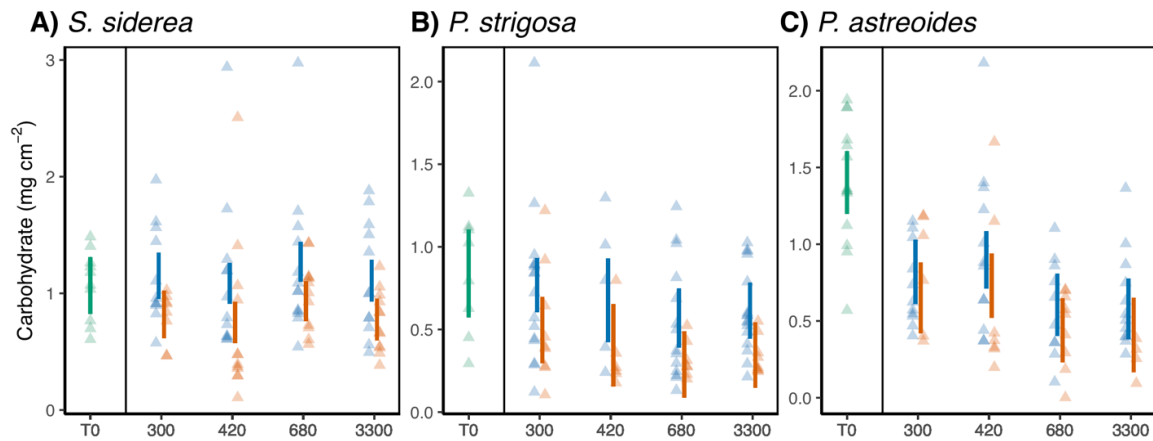 A) S. siderea
B) P. strigosa
C) P. astreoides
Carbohydrate (mg cm⁻²)
3
2
1
0
T0 300 420 680 3300
2.0
1.5
1.0
0.5
0.0
T0 300 420 680 3300
2.0
1.5
1.0
0.5
0.0
T0 300 420 680 3300